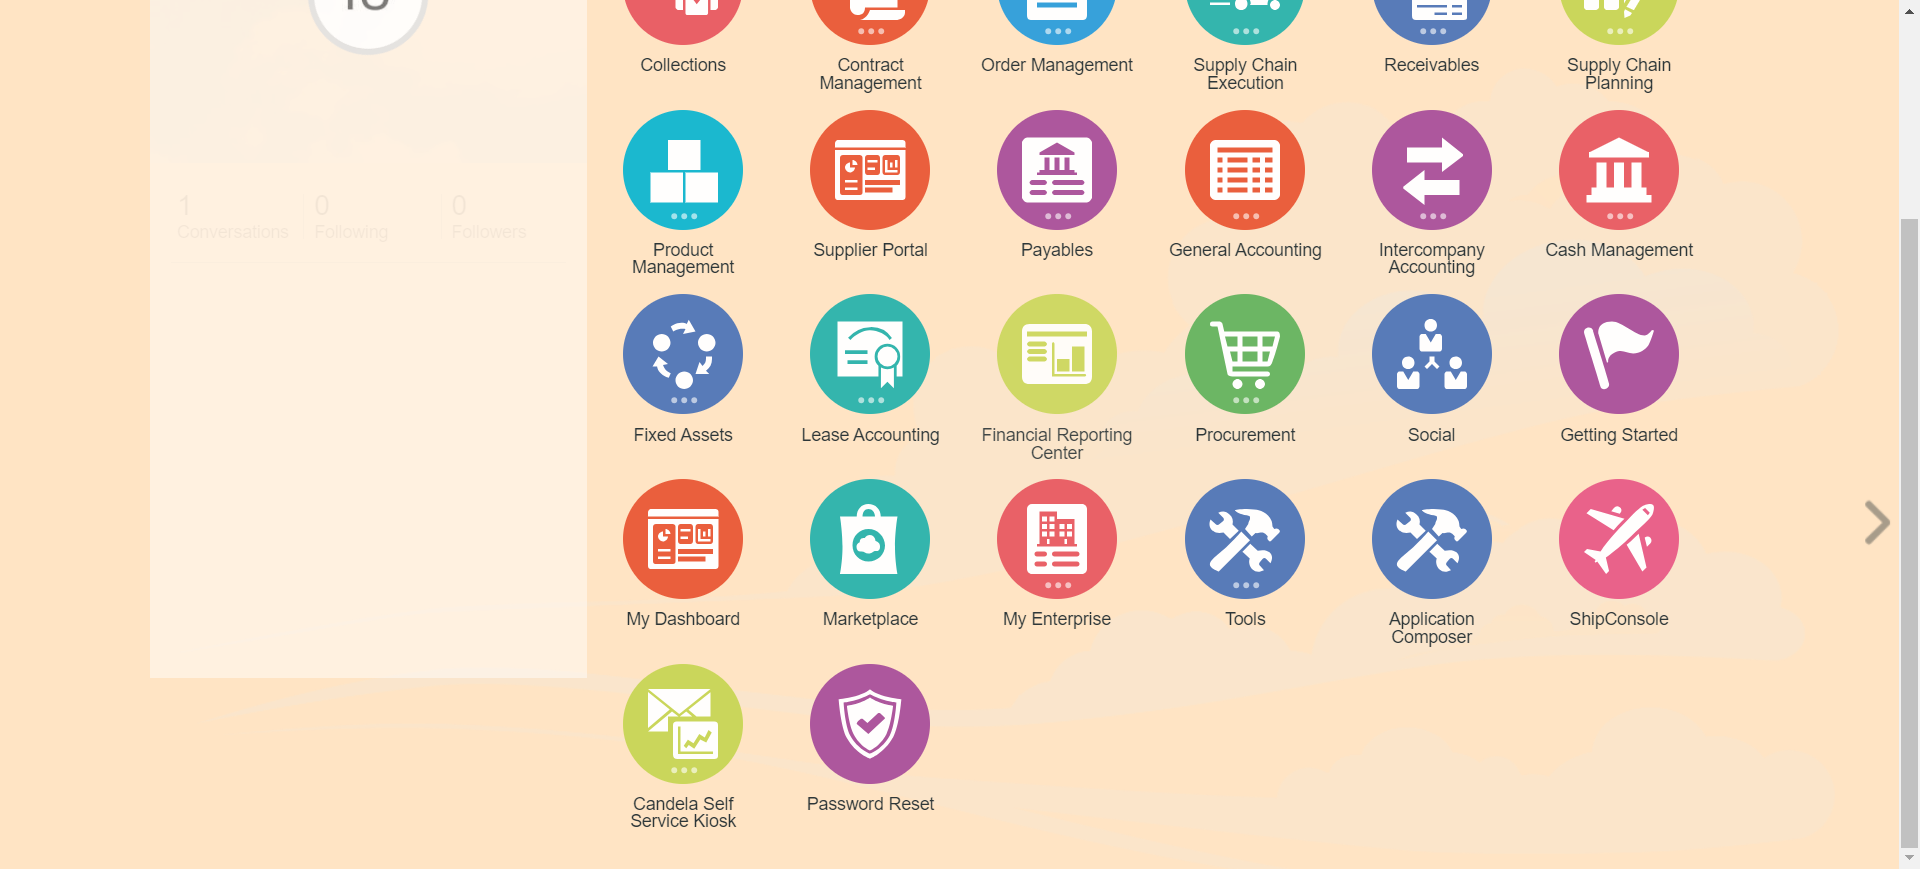 Collections
Contract
Management
Order Management
Supply Chain
Execution
Receivables
Supply Chain
Planning
1
Conversations
0
Following
0
Followers
Product
Management
Supplier Portal
Payables
General Accounting
Intercompany
Accounting
Cash Management
Fixed Assets
Lease Accounting
Financial Reporting
Center
Procurement
Social
Getting Started
My Dashboard
Marketplace
My Enterprise
Tools
Application
Composer
ShipConsole
Candela Self
Service Kiosk
Password Reset